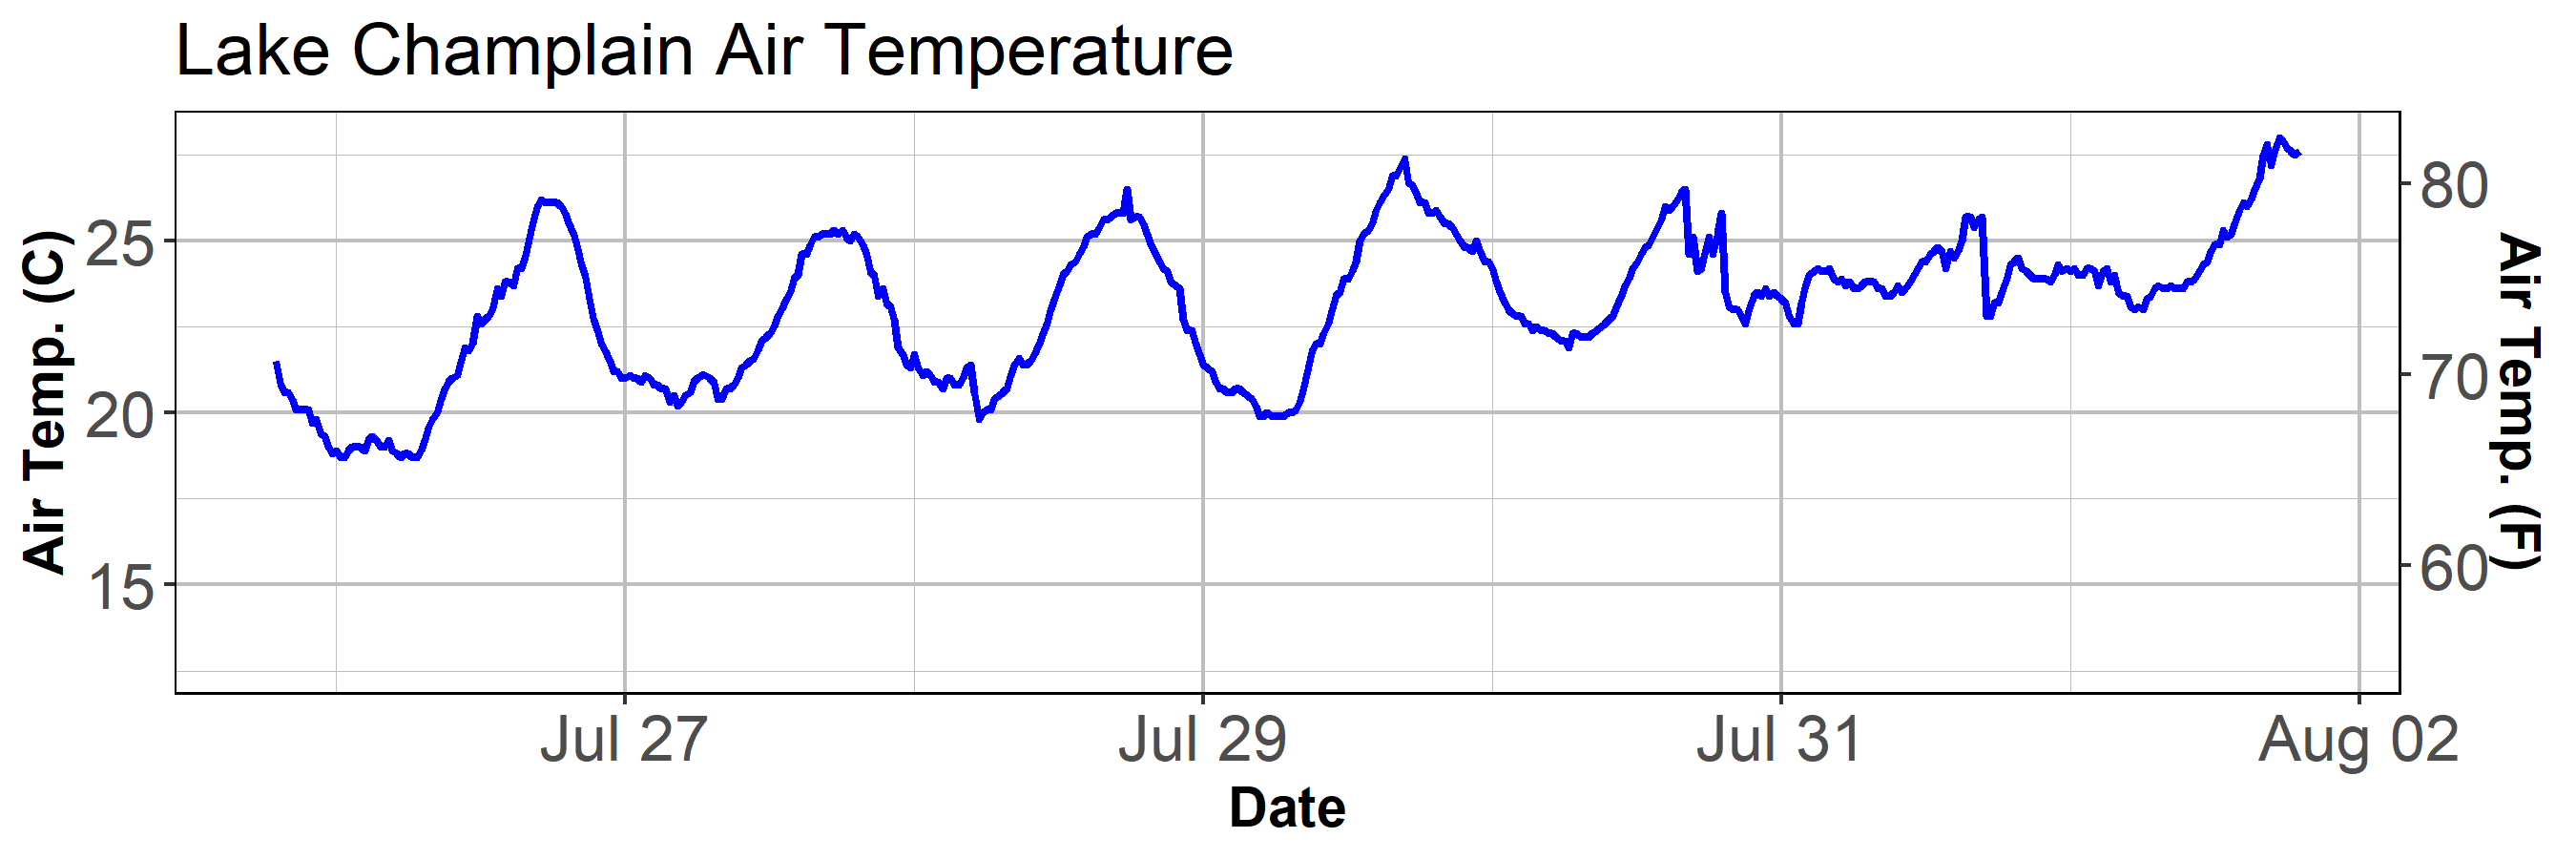 Lake Champlain Air Temperature
Air Temp. (C)
25
20
15
80
70
60
Air Temp. (F)
Jul 27
Jul 29
Jul 31
Aug 02
Date